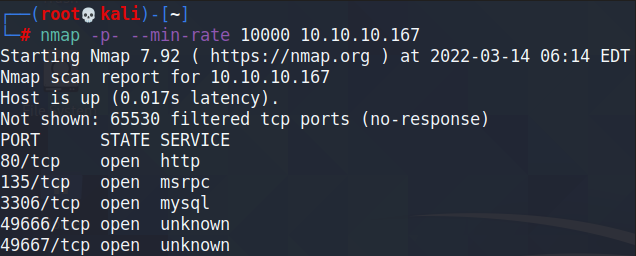 ┌──(root💀kali)-[~]
└─# nmap -p- --min-rate 10000 10.10.10.167
Starting Nmap 7.92 ( https://nmap.org ) at 2022-03-14 06:14 EDT
Nmap scan report for 10.10.10.167
Host is up (0.017s latency).
Not shown: 65530 filtered tcp ports (no-response)
PORT      STATE SERVICE
80/tcp    open  http
135/tcp   open  msrpc
3306/tcp  open  mysql
49666/tcp open  unknown
49667/tcp open  unknown